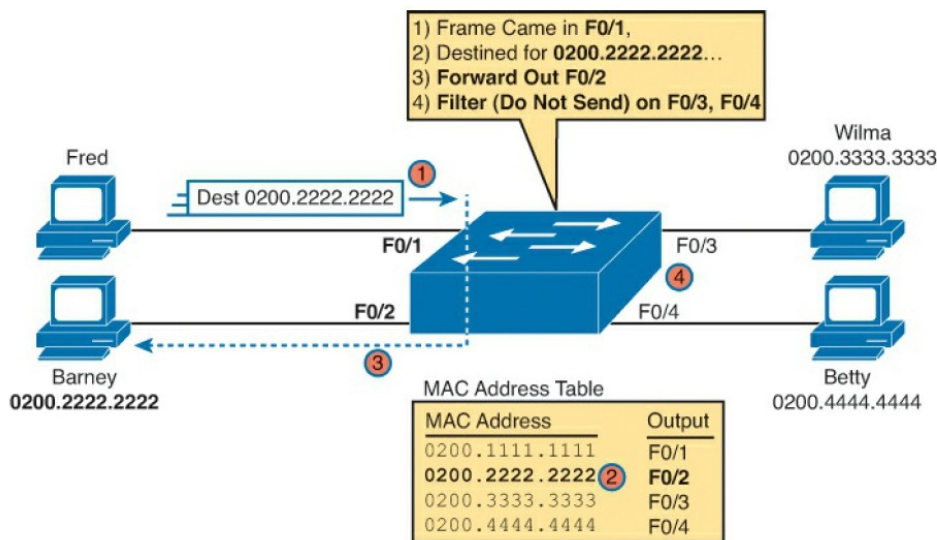 1) Frame Came in F0/1,
2) Destined for 0200.2222.2222...
3) Forward Out F0/2
4) Filter (Do Not Send) on F0/3, F0/4
Fred
Wilma
0200.3333.3333
1
Dest 0200.2222.2222
F0/1
F0/3
4
F0/2
F0/4
3
Barney
0200.2222.2222
Betty
0200.4444.4444
MAC Address Table
MAC Address Output
0200.1111.1111 F0/1
0200.2222.2222 2 F0/2
0200.3333.3333 F0/3
0200.4444.4444 F0/4